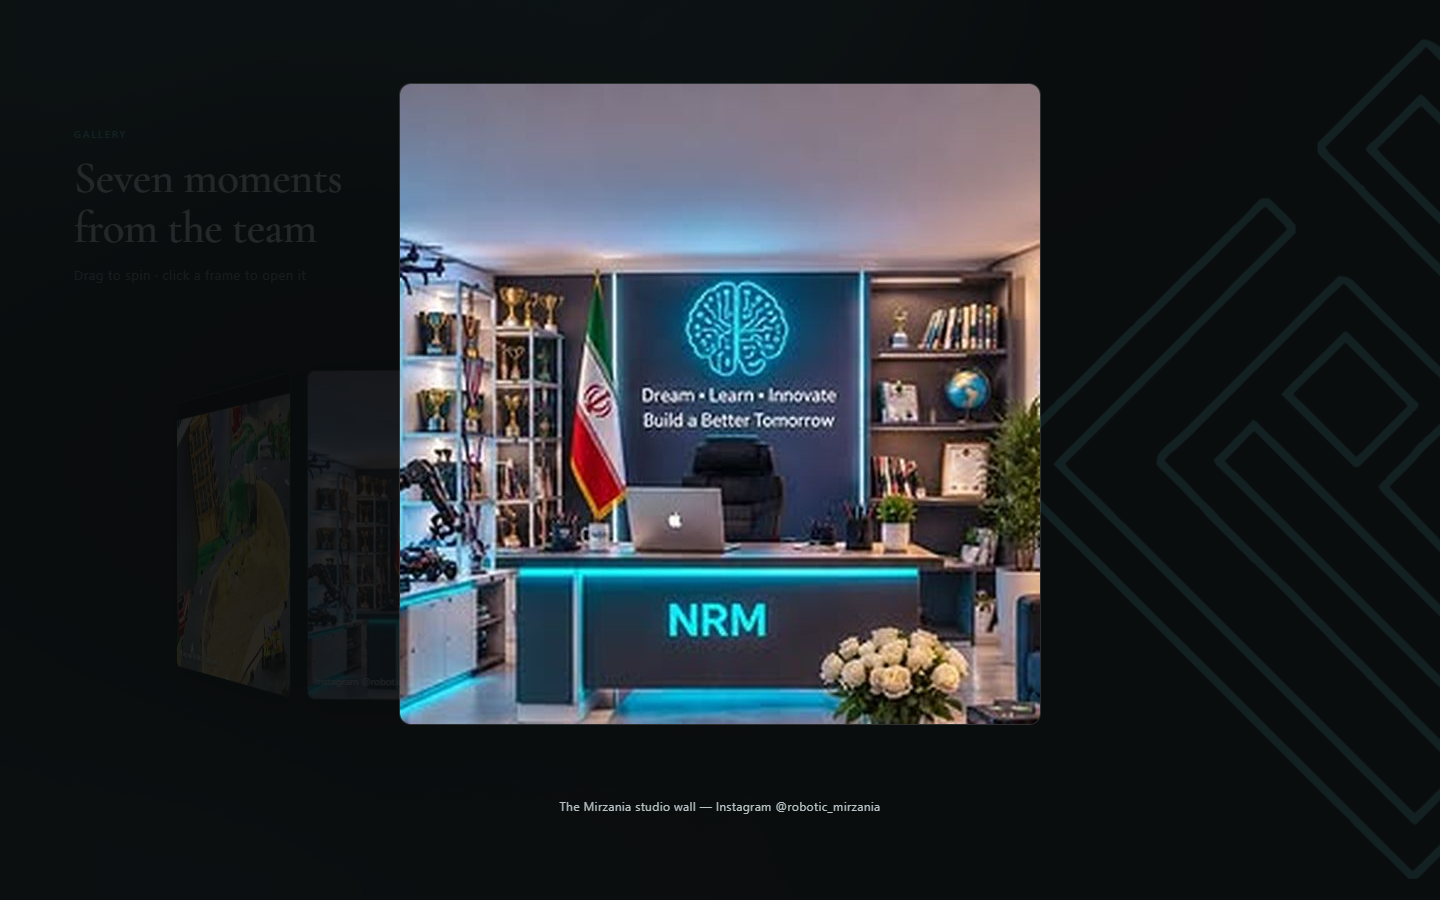 GALLERY
Seven moments
from the team
Drag to spin · click a frame to open it
Dream • Learn • Innovate
Build a Better Tomorrow
NRM
The Mirzania studio wall — Instagram @robotic_mirzania